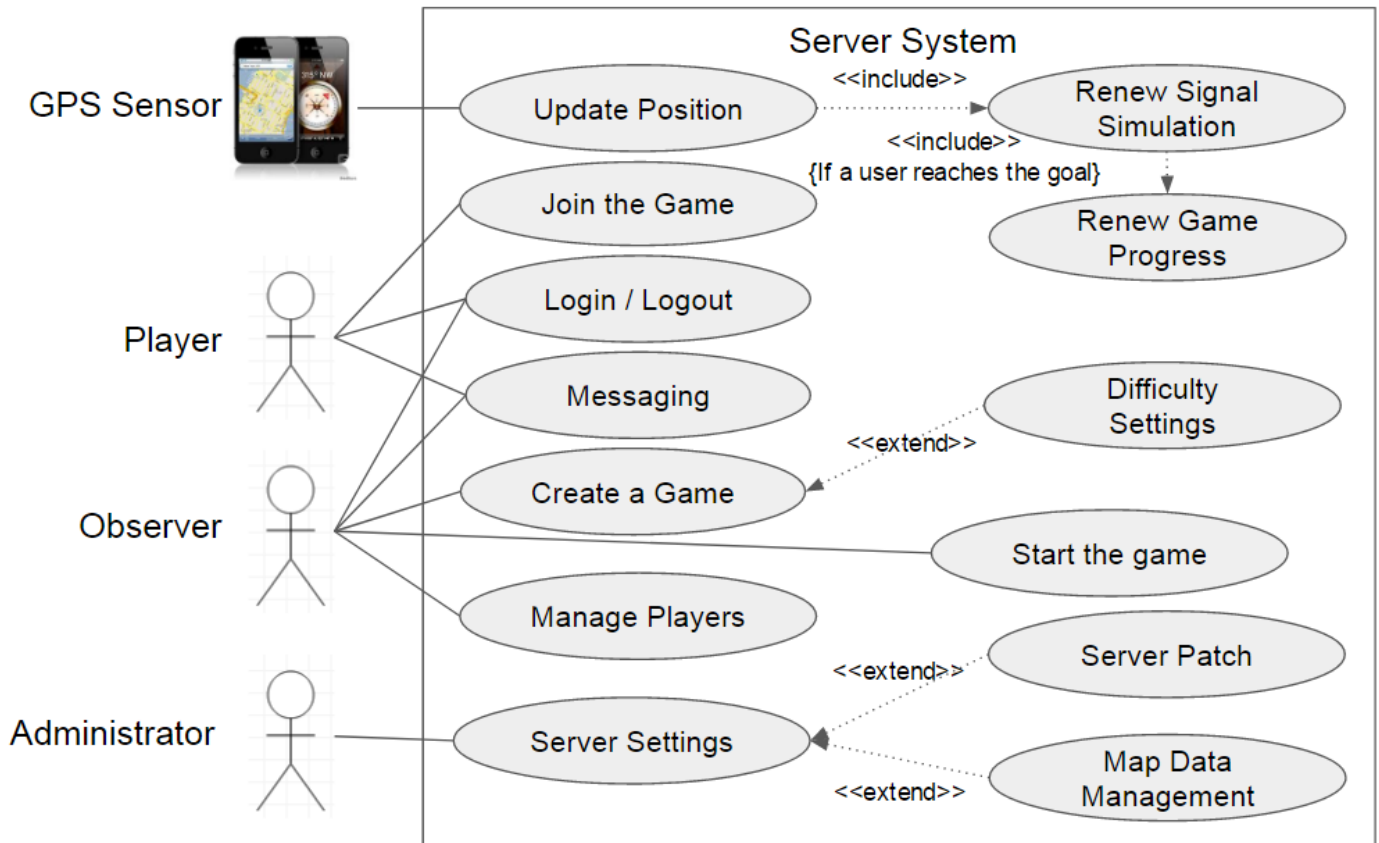 Server System
GPS Sensor
315° NW
Update Position
<<include>>
Renew Signal
Simulation
<<include>>
{If a user reaches the goal}
Join the Game
Renew Game
Progress
Player
Login / Logout
Messaging
Difficulty
Settings
<<extend>>
Observer
Create a Game
Start the game
Manage Players
<<extend>>
Server Patch
Administrator
Server Settings
<<extend>>
Map Data
Management